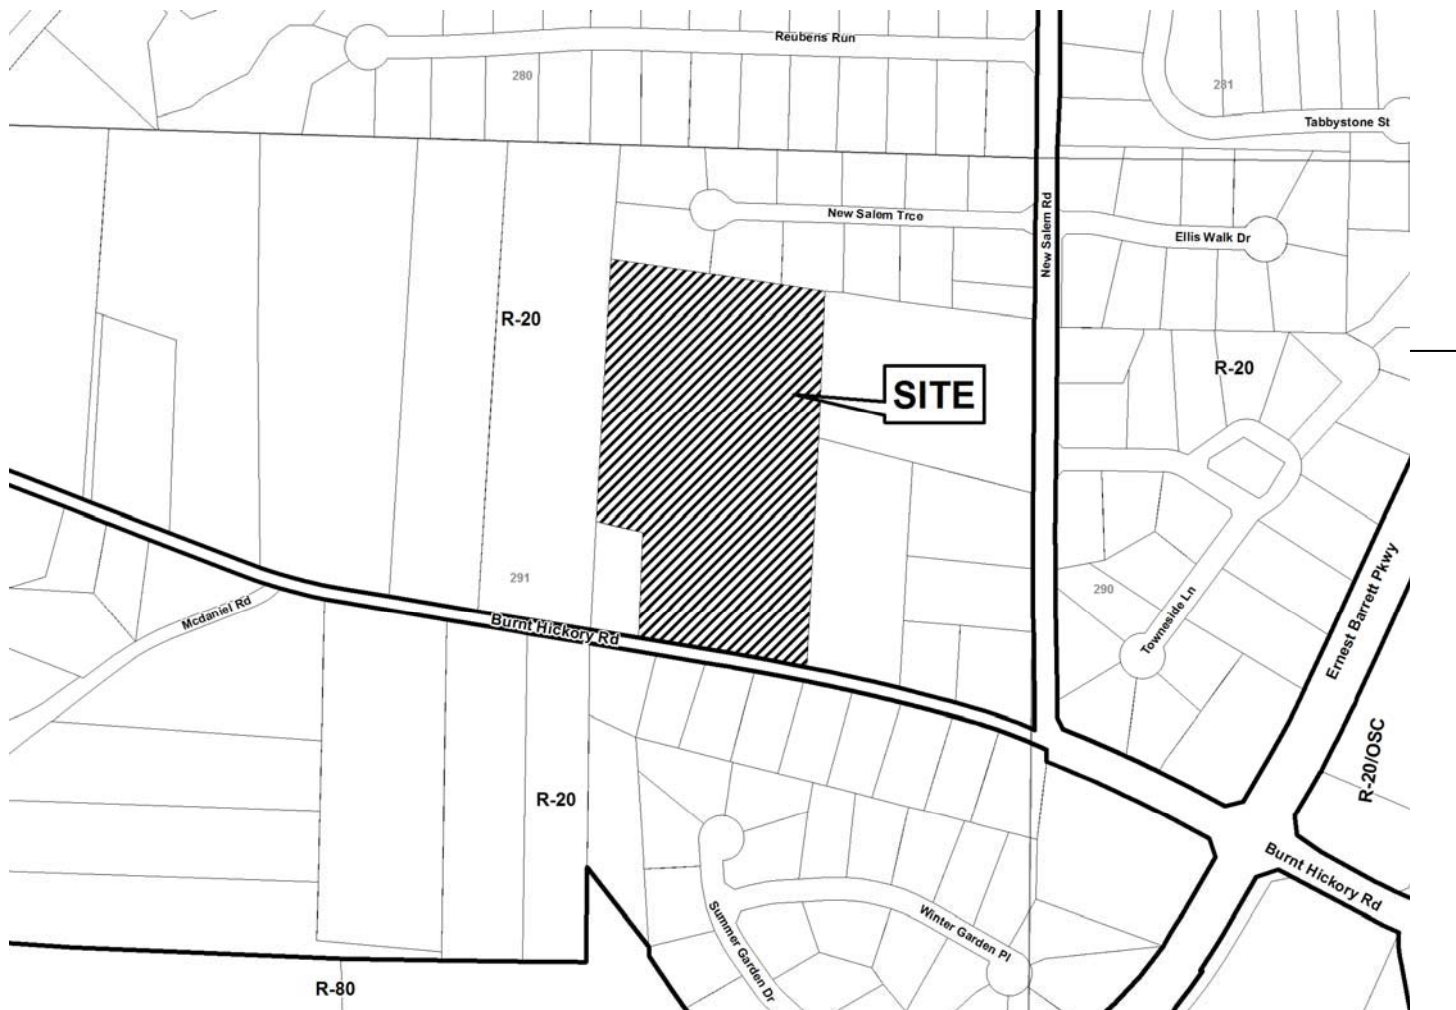 Reubens Run
280
281
Tabbystone St
New Salem Trce
New Salem Rd
Ellis Walk Dr
R-20
R-20
SITE
291
290
Mcdaniel Rd
Burnt Hickory Rd
Towneside Ln
Ernest Barrett Pkwy
R-20/OSC
R-20
Burnt Hickory Rd
Summer Garden Dr
Winter Garden Pl
R-80